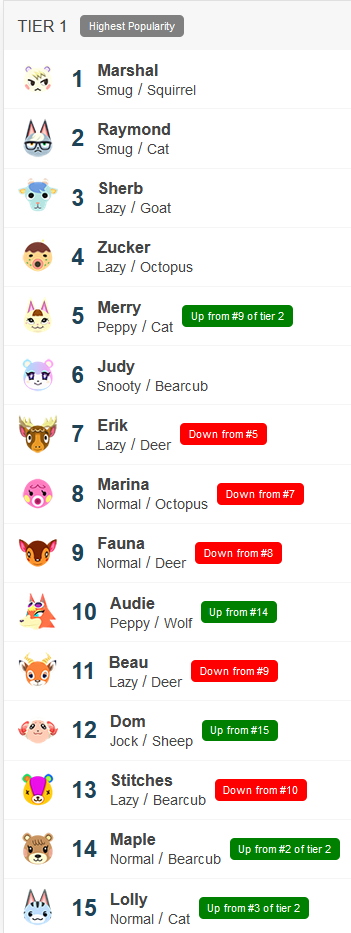 TIER 1 Highest Popularity
1 Marshal
Smug / Squirrel
2 Raymond
Smug / Cat
3 Sherb
Lazy / Goat
4 Zucker
Lazy / Octopus
5 Merry
Peppy / Cat Up from #9 of tier 2
6 Judy
Snooty / Bearcub
7 Erik
Lazy / Deer Down from #5
8 Marina
Normal / Octopus Down from #7
9 Fauna
Normal / Deer Down from #8
10 Audie
Peppy / Wolf Up from #14
11 Beau
Lazy / Deer Down from #9
12 Dom
Jock / Sheep Up from #15
13 Stitches
Lazy / Bearcub Down from #10
14 Maple
Normal / Bearcub Up from #2 of tier 2
15 Lolly
Normal / Cat Up from #3 of tier 2